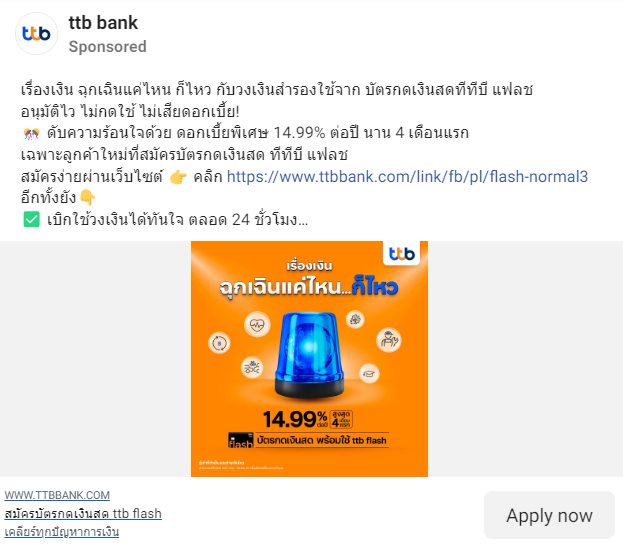 ttb bank
Sponsored
เรื่องเงิน ฉุกเฉินแค่ไหน ก็ไหว กับวงเงินสำรองใช้จาก บัตรกดเงินสดทีทีบี แฟลช
อนุมัติไว ไม่กดใช้ ไม่เสียดอกเบี้ย!
🎊 ดับความร้อนใจด้วย ดอกเบี้ยพิเศษ 14.99% ต่อปี นาน 4 เดือนแรก
เฉพาะลูกค้าใหม่ที่สมัครบัตรกดเงินสด ทีทีบี แฟลช
สมัครง่ายผ่านเว็บไซต์ 👉 คลิก https://www.ttbbank.com/link/fb/pl/flash-normal3
อีกทั้งยัง👇
✅ เบิกใช้วงเงินได้ทันใจ ตลอด 24 ชั่วโมง...
ttb
เรื่องเงิน
ฉุกเฉินแค่ไหน...ก็ไหว
14.99% ต่อปี สูงสุด 4 เดือนแรก
flash บัตรกดเงินสด พร้อมใช้ ttb flash
WWW.TTBBANK.COM
สมัครบัตรกดเงินสด ttb flash
เคลียร์ทุกปัญหาการเงิน
Apply now